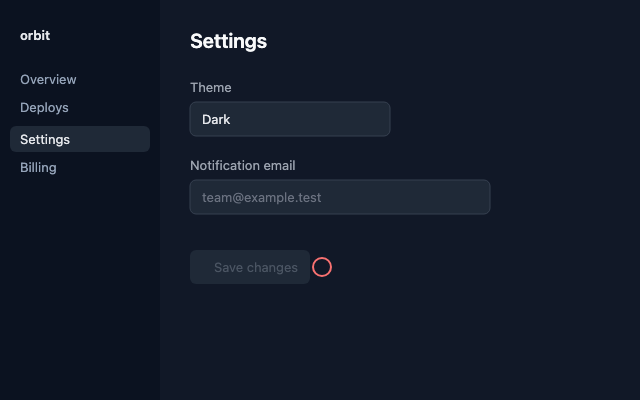 orbit
Overview
Deploys
Settings
Billing
Settings
Theme
Dark
Notification email
team@example.test
Save changes